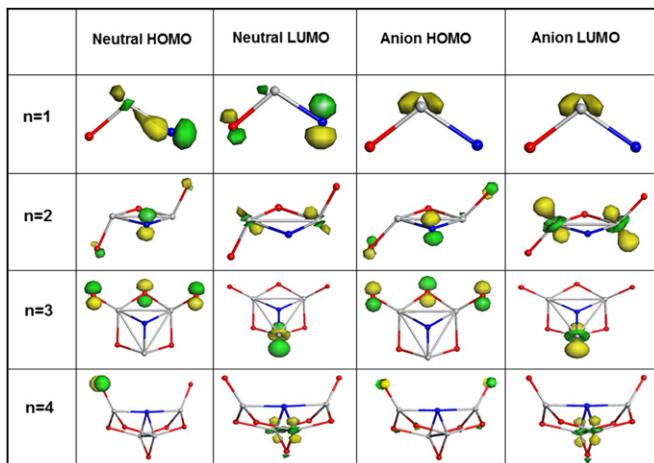 Neutral HOMO Neutral LUMO Anion HOMO Anion LUMO
n=1
n=2
n=3
n=4